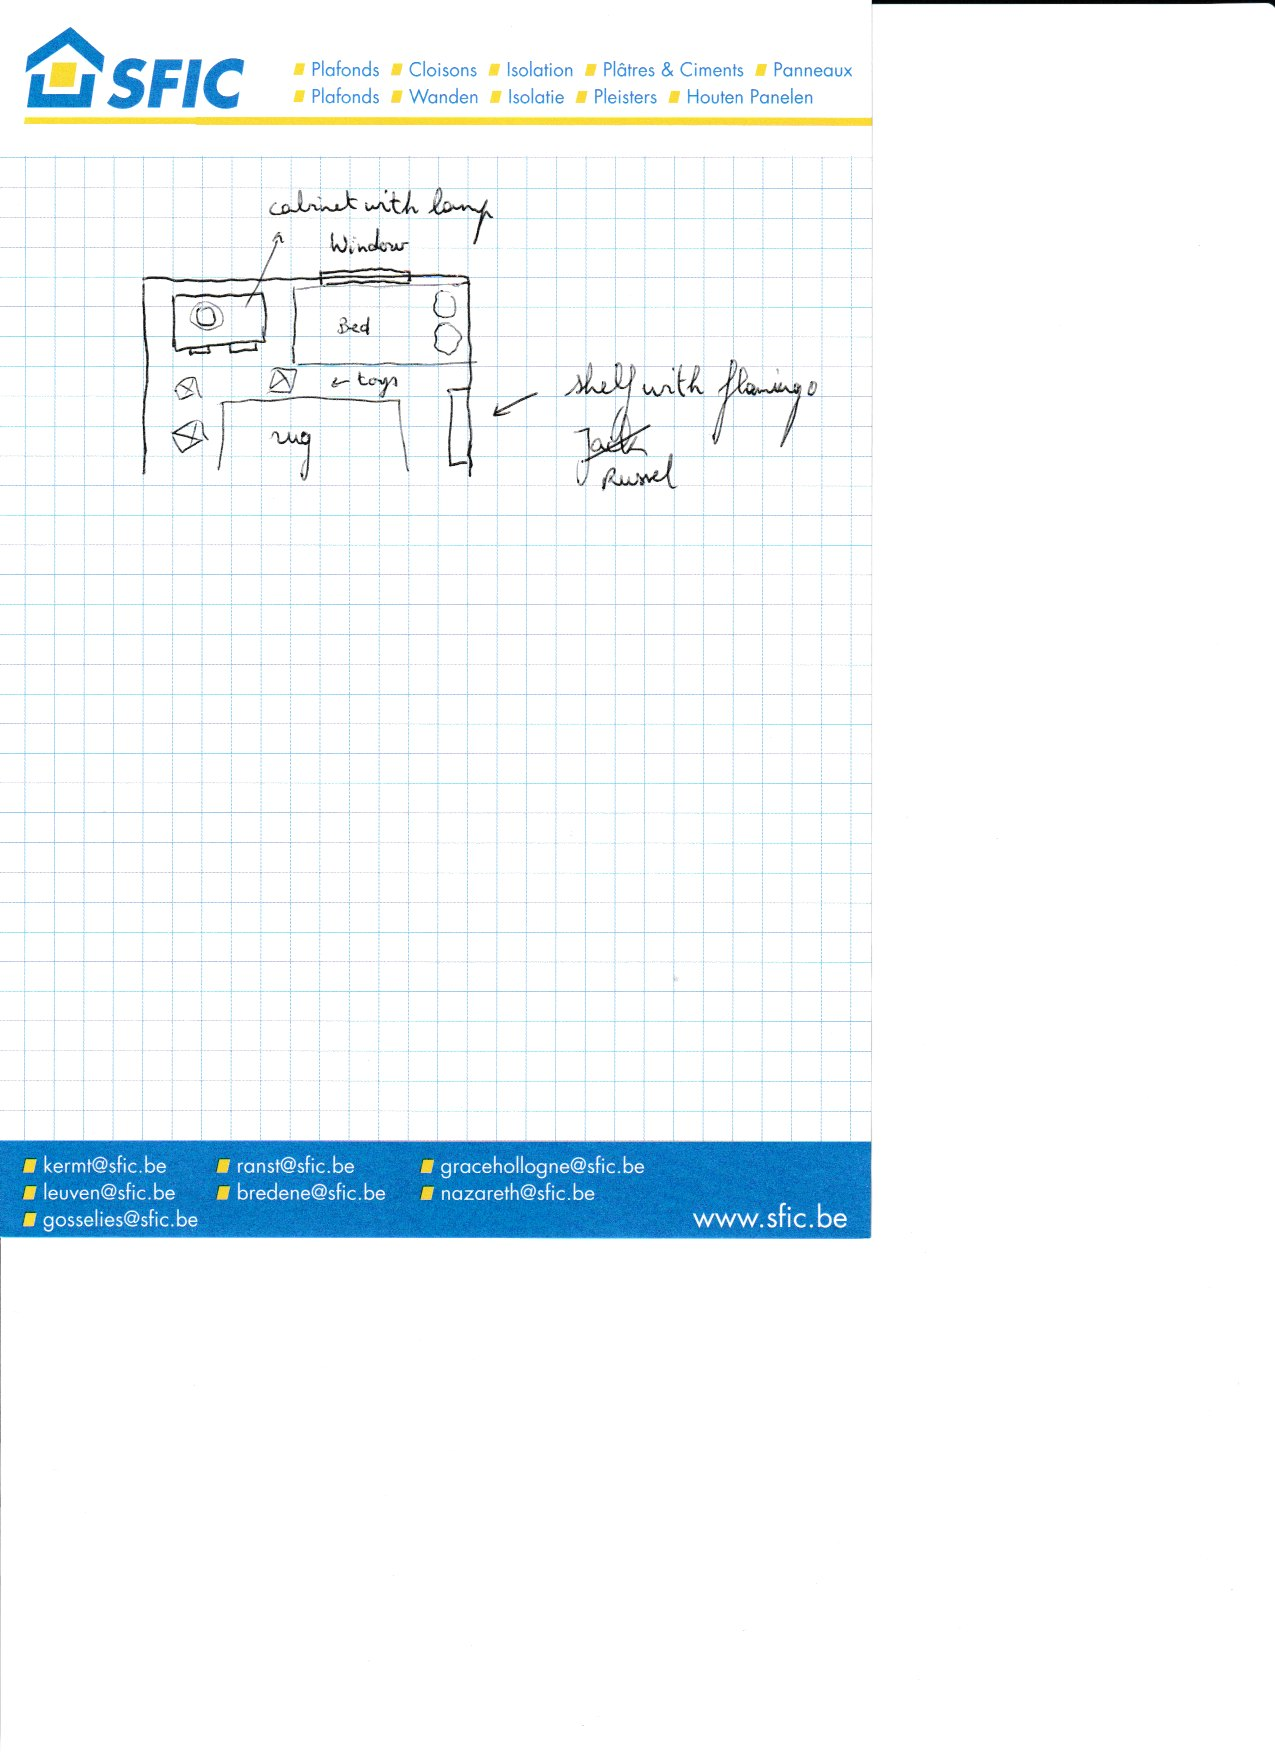 SFIC
Plafonds Cloisons Isolation Plâtres & Ciments Panneaux
Plafonds Wanden Isolatie Pleisters Houten Panelen
cabinet with lamp
Window
Bed
← toys
shelf with flamingo
rug
Jack
Russel
kermt@sfic.be ranst@sfic.be gracehollogne@sfic.be
leuven@sfic.be bredene@sfic.be nazareth@sfic.be
gosselies@sfic.be
www.sfic.be